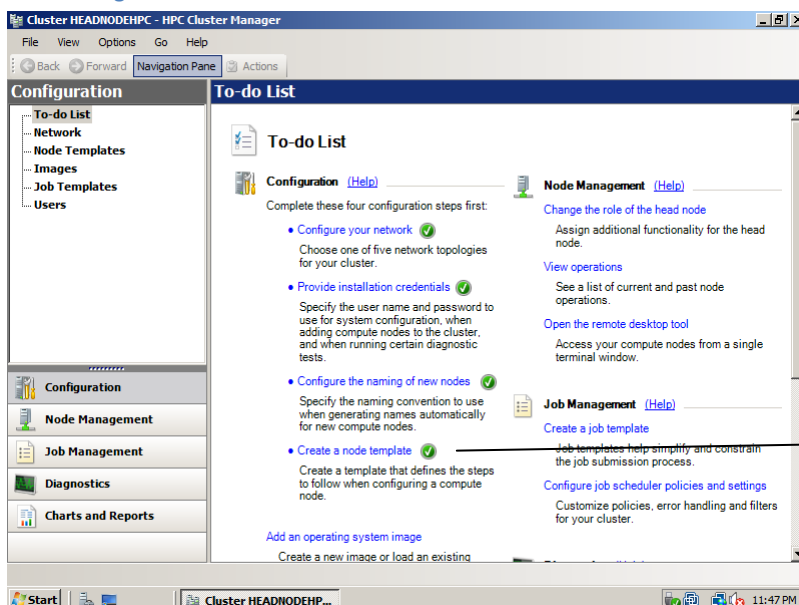 Cluster HEADNODEHPC - HPC Cluster Manager
File View Options Go Help
Back Forward Navigation Pane Actions
Configuration
To-do List
Network
Node Templates
Images
Job Templates
Users
Configuration
Node Management
Job Management
Diagnostics
Charts and Reports
To-do List
To-do List
Configuration (Help)
Complete these four configuration steps first:
• Configure your network
Choose one of five network topologies
for your cluster.
• Provide installation credentials
Specify the user name and password to
use for system configuration, when
adding compute nodes to the cluster,
and when running certain diagnostic
tests.
• Configure the naming of new nodes
Specify the naming convention to use
when generating names automatically
for new compute nodes.
• Create a node template
Create a template that defines the steps
to follow when configuring a compute
node.
Add an operating system image
Create a new image or load an existing
Node Management (Help)
Change the role of the head node
Assign additional functionality for the head
node.
View operations
See a list of current and past node
operations.
Open the remote desktop tool
Access your compute nodes from a single
terminal window.
Job Management (Help)
Create a job template
Job templates help simplify and constrain
the job submission process.
Configure job scheduler policies and settings
Customize policies, error handling and filters
for your cluster.
Start
Cluster HEADNODEHP...
11:47 PM